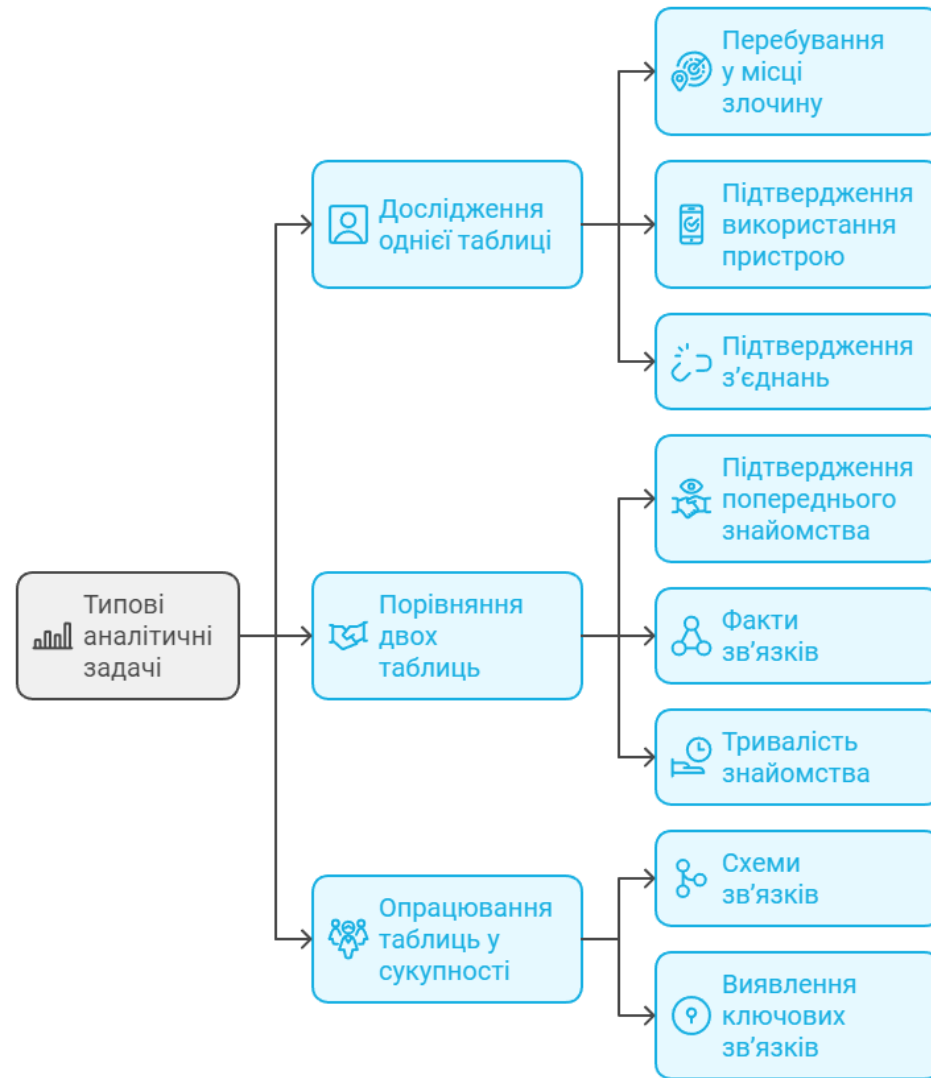 Типові
аналітичні
задачі
Дослідження
однієї таблиці
Перебування
у місці
злочину
Підтвердження
використання
пристрою
Підтвердження
з’єднань
Порівняння
двох
таблиць
Підтвердження
попереднього
знайомства
Факти
зв’язків
Тривалість
знайомства
Опрацювання
таблиць у
сукупності
Схеми
зв’язків
Виявлення
ключових
зв’язків